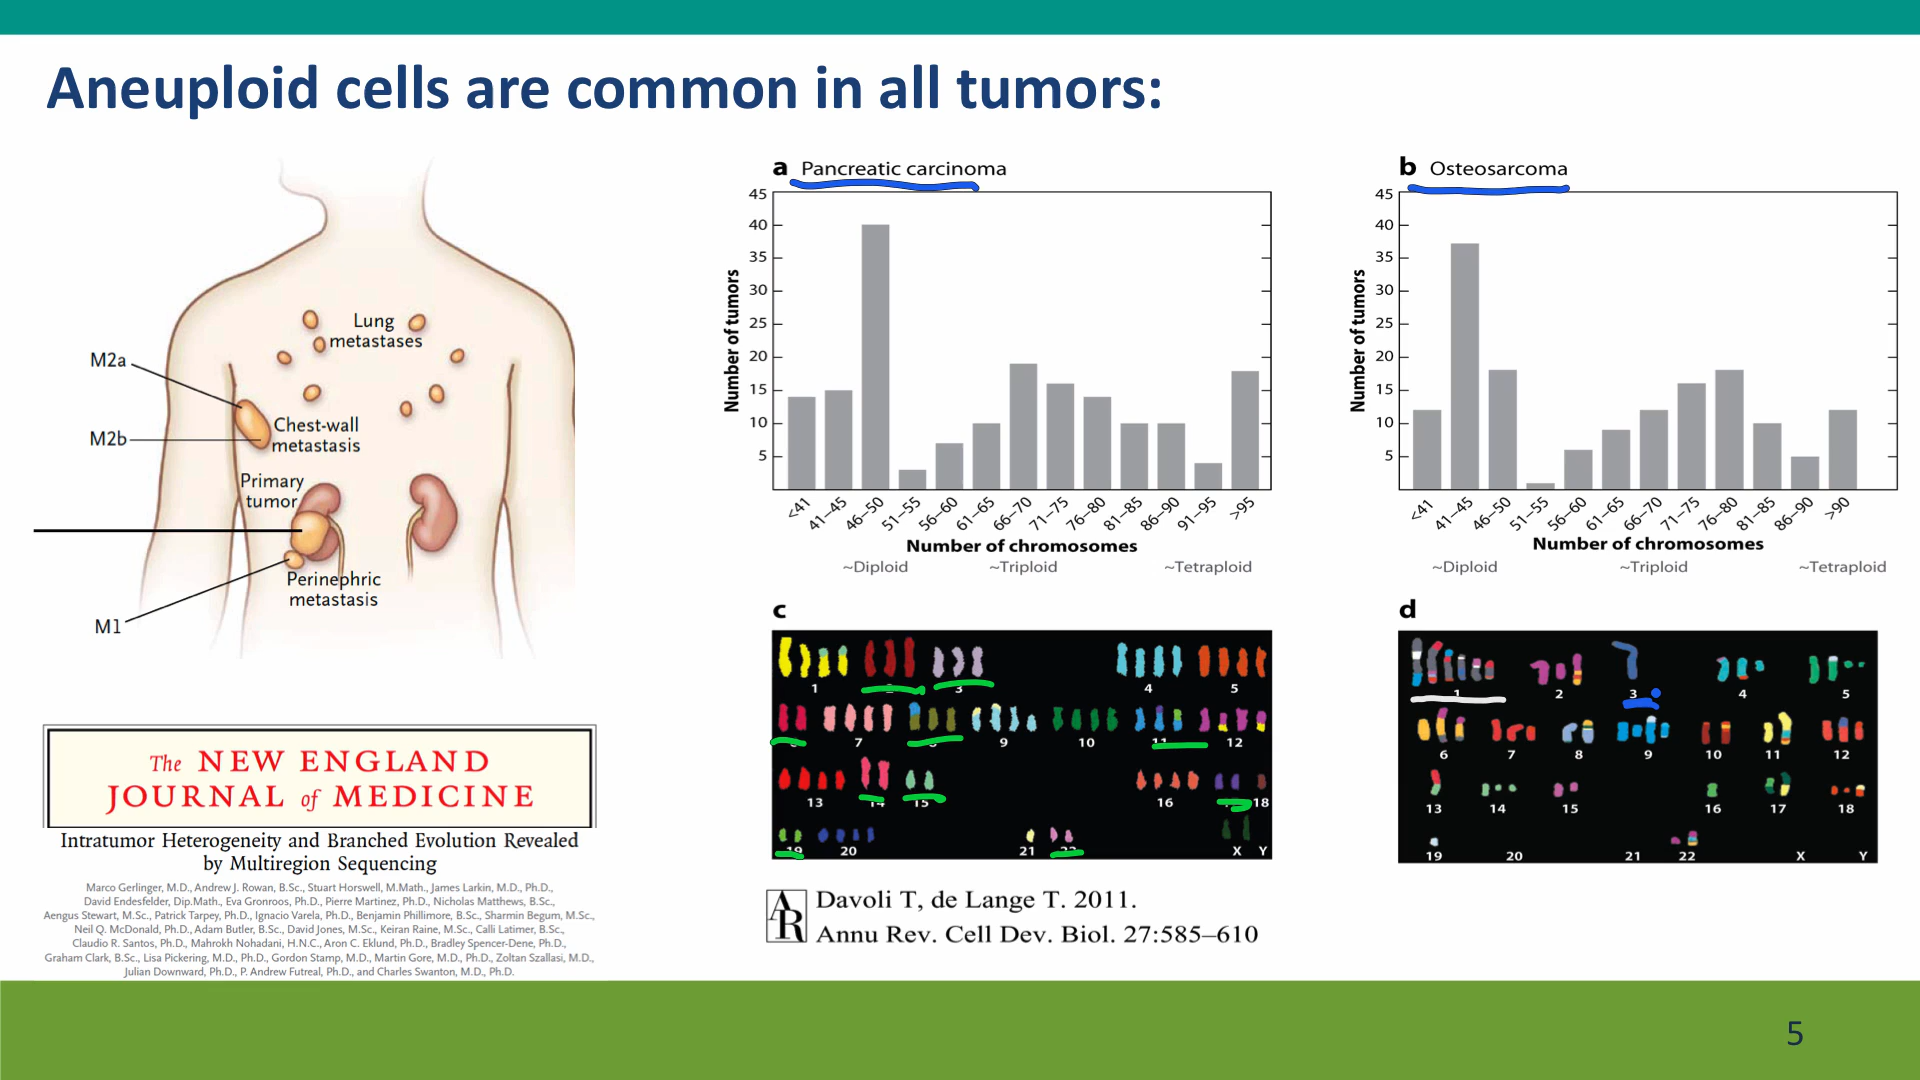 Aneuploid cells are common in all tumors:
Lung
metastases
M2a
Chest-wall
metastasis
M2b
Primary
tumor
Perinephric
metastasis
M1
The NEW ENGLAND
JOURNAL of MEDICINE
Intratumor Heterogeneity and Branched Evolution Revealed
by Multiregion Sequencing
Marco Gerlinger, M.D., Andrew J. Rowan, B.Sc., Stuart Horswell, M.Math., James Larkin, M.D., Ph.D.,
David Endesfelder, Dip.Math., Eva Gronroos, Ph.D., Pierre Martinez, Ph.D., Nicholas Matthews, B.Sc.,
Aengus Stewart, M.Sc., Patrick Tarpey, Ph.D., Ignacio Varela, Ph.D., Benjamin Phillimore, B.Sc., Sharmin Begum, M.Sc.,
Neil Q. McDonald, Ph.D., Adam Butler, B.Sc., David Jones, M.Sc., Keiran Raine, M.Sc., Calli Latimer, B.Sc.,
Claudio R. Santos, Ph.D., Mahrokh Nohadani, H.N.C., Aron C. Eklund, Ph.D., Bradley Spencer-Dene, Ph.D.,
Graham Clark, B.Sc., Lisa Pickering, M.D., Ph.D., Gordon Stamp, M.D., Martin Gore, M.D., Ph.D., Zoltan Szallasi, M.D.,
Julian Downward, Ph.D., P. Andrew Futreal, Ph.D., and Charles Swanton, M.D., Ph.D.
a Pancreatic carcinoma
45
40
35
30
25
20
15
10
5
Number of tumors
<41 41–45 46–50 51–55 56–60 61–65 66–70 71–75 76–80 81–85 86–90 91–95 >95
Number of chromosomes
~Diploid ~Triploid ~Tetraploid
b Osteosarcoma
45
40
35
30
25
20
15
10
5
Number of tumors
<41 41–45 46–50 51–55 56–60 61–65 66–70 71–75 76–80 81–85 86–90 >90
Number of chromosomes
~Diploid ~Triploid ~Tetraploid
c
1 3 4 5
7 9 10 11 12
13 14 15 16 18
19 20 21 22 X Y
d
1 2 3 4 5
6 7 8 9 10 11 12
13 14 15 16 17 18
19 20 21 22 X Y
AR
Davoli T, de Lange T. 2011.
Annu Rev. Cell Dev. Biol. 27:585–610
5